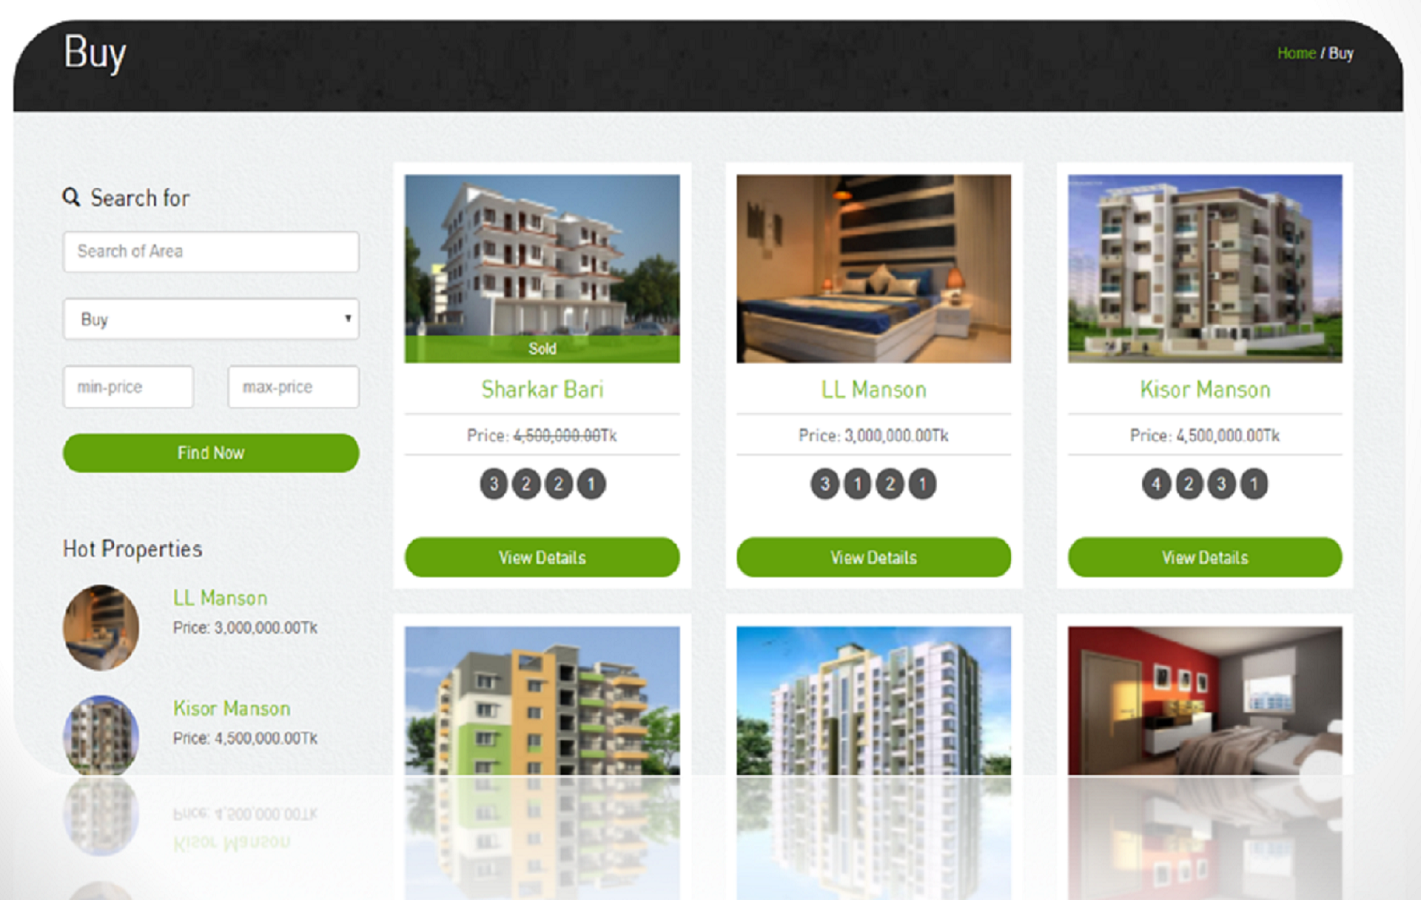 Buy
Home / Buy
Search for
Search of Area
Buy
min-price
max-price
Find Now
Hot Properties
LL Manson
Price: 3,000,000.00Tk
Kisor Manson
Price: 4,500,000.00Tk
Sold
Sharkar Bari
Price: 4,500,000.00Tk
3 2 2 1
View Details
LL Manson
Price: 3,000,000.00Tk
3 1 2 1
View Details
Kisor Manson
Price: 4,500,000.00Tk
4 2 3 1
View Details